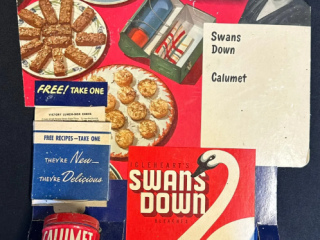 Swans
Down
Calumet
FREE! TAKE ONE
FREE RECIPES—TAKE ONE
THEY'RE New—
THEY'RE Delicious
IGLEHEART'S
SWANS
DOWN
CALUMET